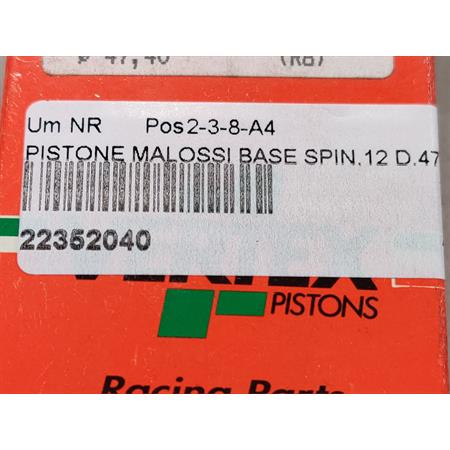 ø 47,40 (RB)
Um NR Pos2-3-8-A4
PISTONE MALOSSI BASE SPIN.12 D.47
22352040
VERTEX
PISTONS
Racing Parts